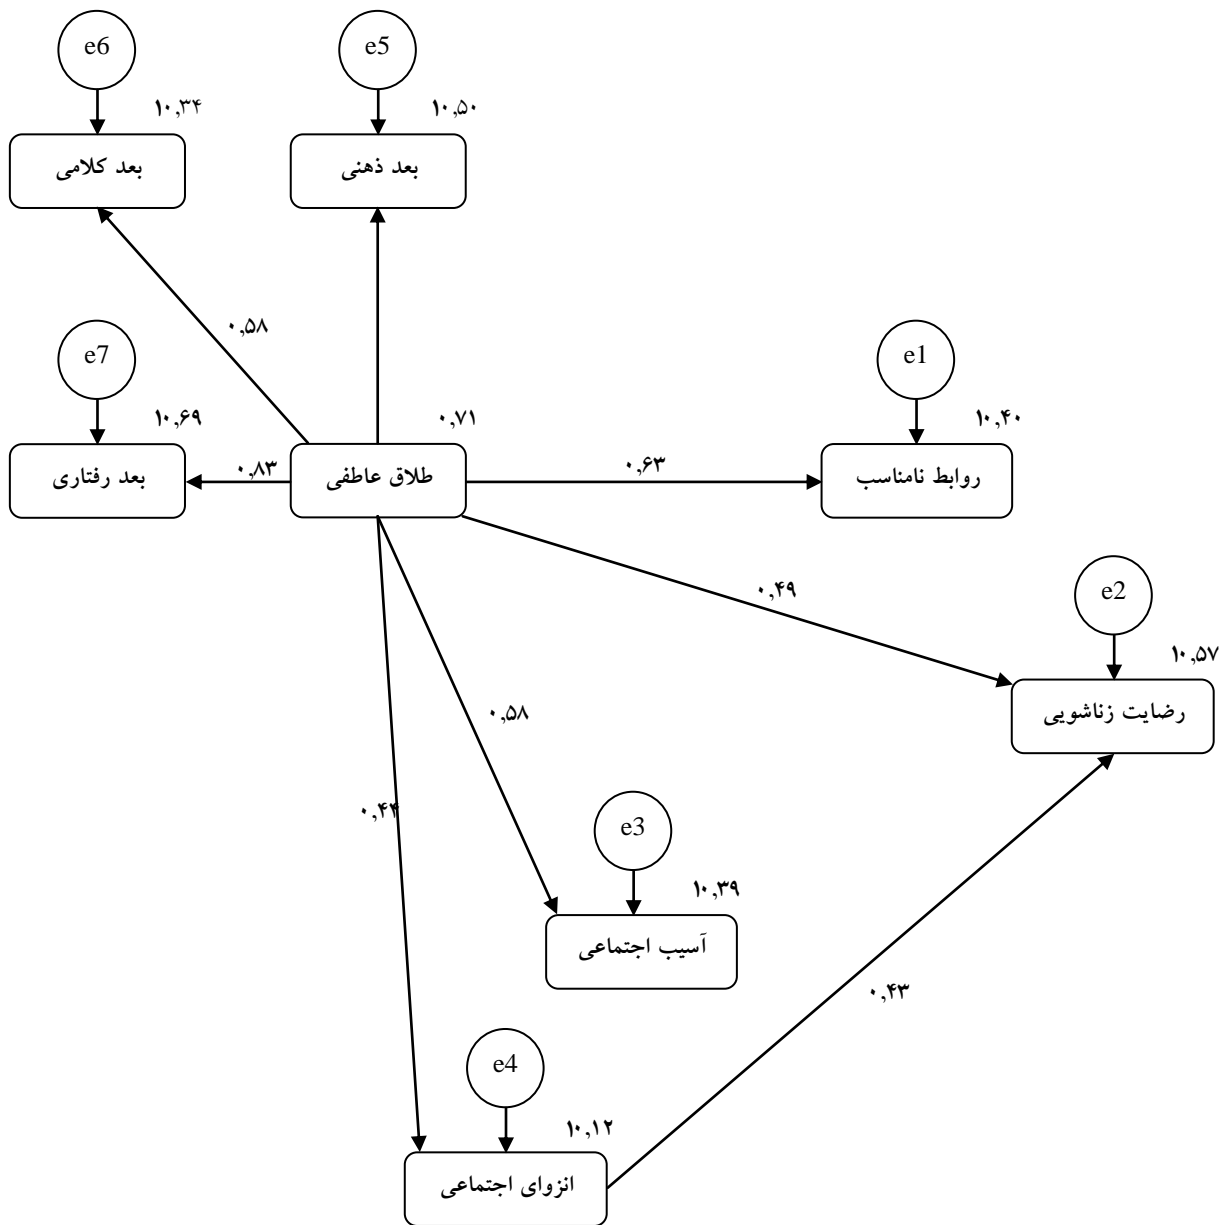 e6
e5
۱۰,۳۴
۱۰,۵۰
بعد کلامی
بعد ذهنی
۰,۵۸
e7
e1
۱۰,۶۹
۰,۷۱
۱۰,۴۰
بعد رفتاری
۰,۸۳
طلاق عاطفی
۰,۶۳
روابط نامناسب
۰,۴۹
e2
۱۰,۵۷
رضایت زناشویی
۰,۵۸
۰,۴۴
e3
۱۰,۳۹
آسیب اجتماعی
۰,۴۳
e4
۱۰,۱۲
انزوای اجتماعی